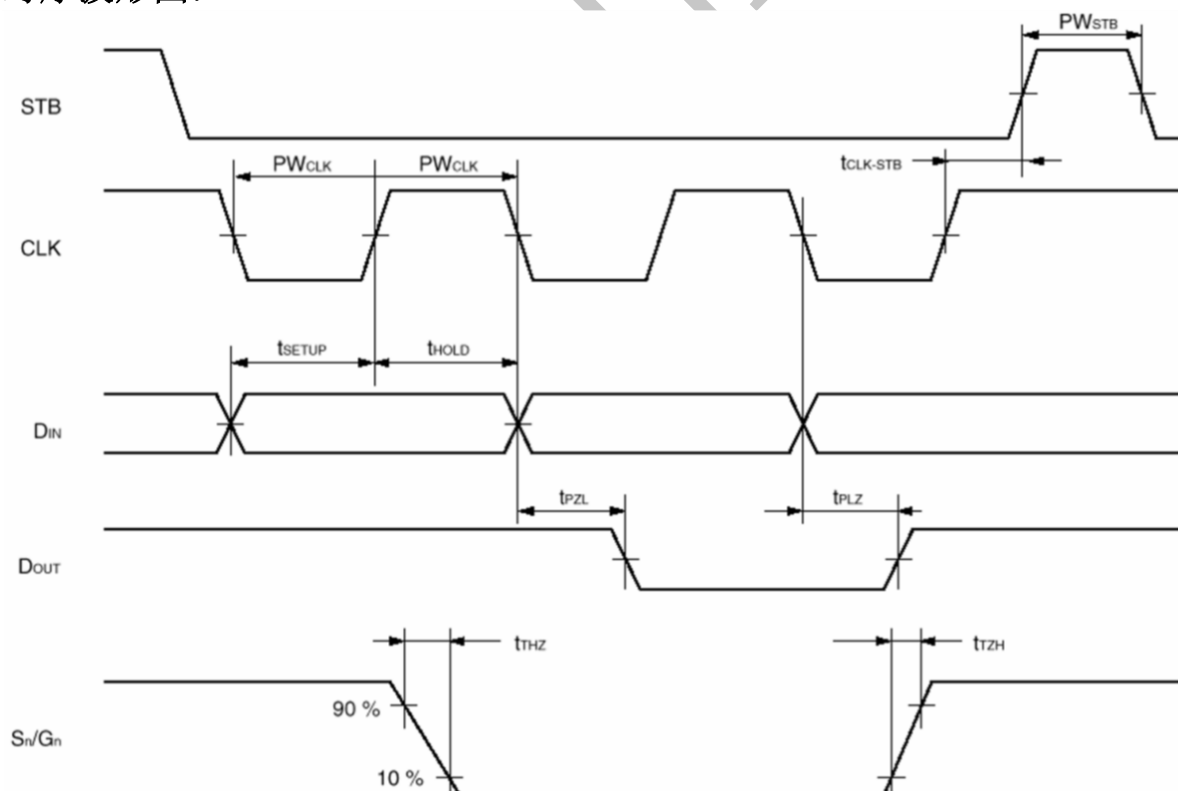 PWSTB
STB
tCLK-STB
PWCLK PWCLK
CLK
tSETUP tHOLD
DIN
tPZL tPLZ
DOUT
tTHZ tTZH
90 %
Sn/Gn
10 %